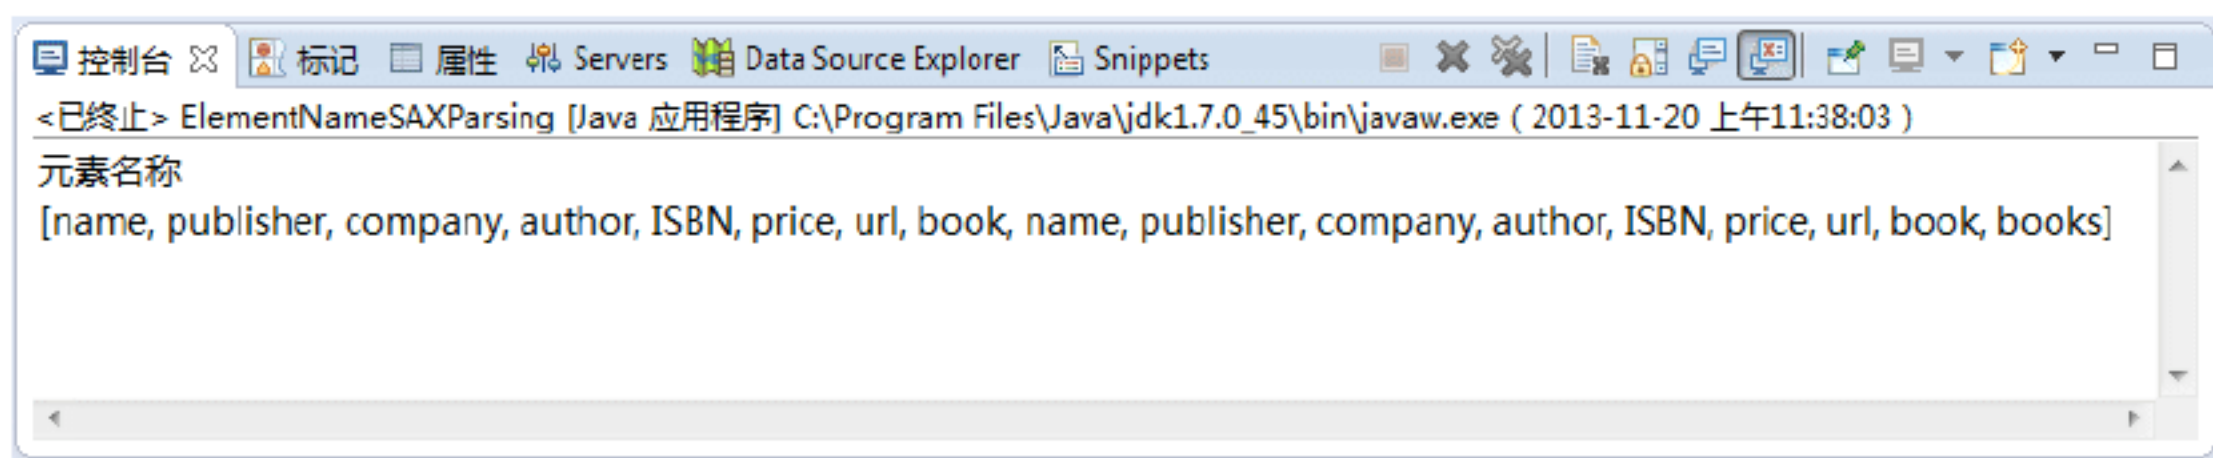 控制台 标记 属性 Servers Data Source Explorer Snippets
<已终止> ElementNameSAXParsing [Java 应用程序] C:\Program Files\Java\jdk1.7.0_45\bin\javaw.exe ( 2013-11-20 上午11:38:03 )
元素名称
[name, publisher, company, author, ISBN, price, url, book, name, publisher, company, author, ISBN, price, url, book, books]